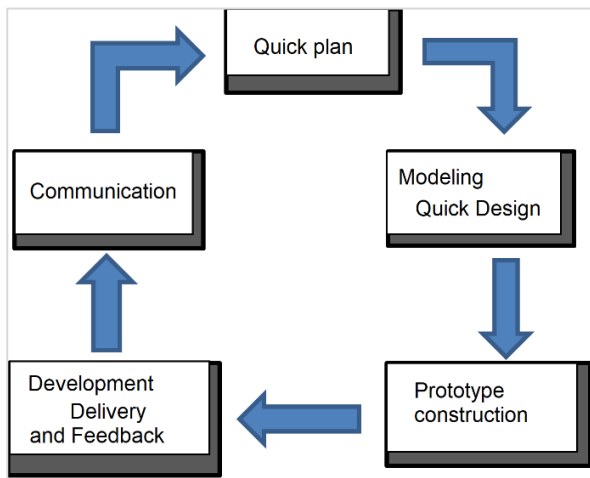 Quick plan
Communication
Modeling
Quick Design
Development
Delivery
and Feedback
Prototype
construction